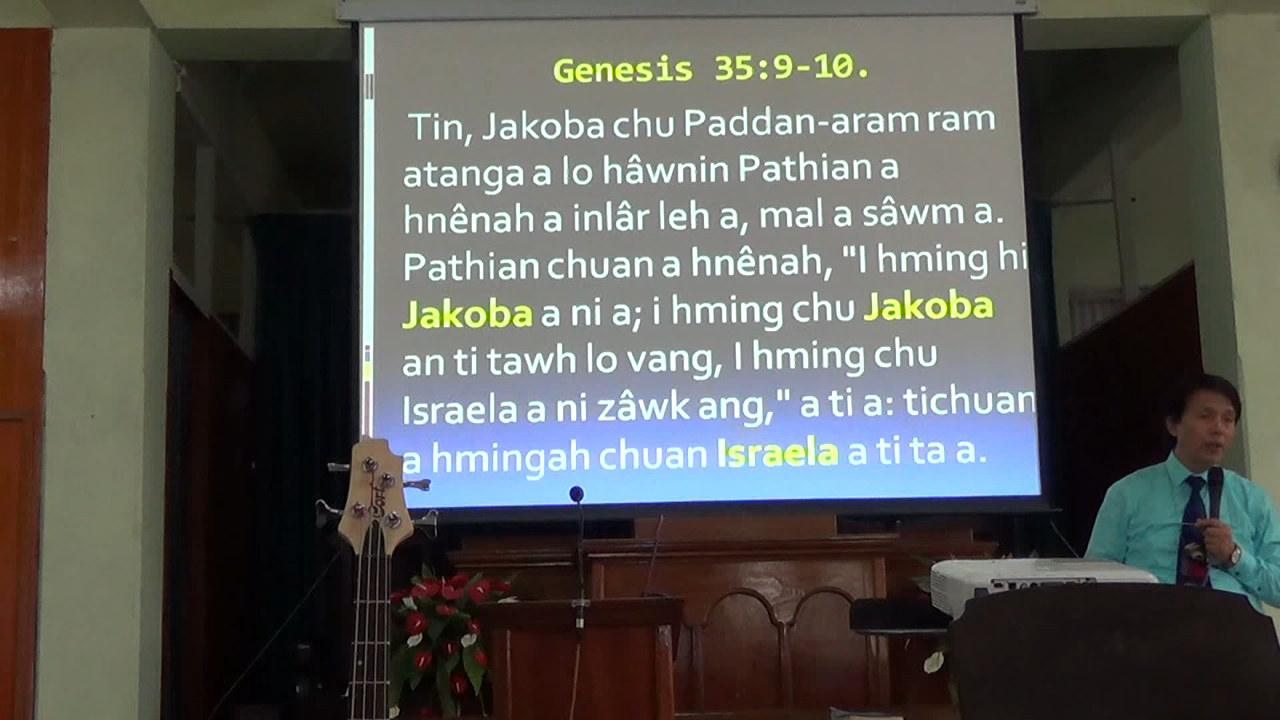 Genesis 35:9-10.
Tin, Jakoba chu Paddan-aram ram
atanga a lo hâwnin Pathian a
hnênah a inlâr leh a, mal a sâwm a.
Pathian chuan a hnênah, "I hming hi
Jakoba a ni a; i hming chu Jakoba
an ti tawh lo vang, I hming chu
Israela a ni zâwk ang," a ti a: tichuan
a hmingah chuan Israela a ti ta a.
Cort